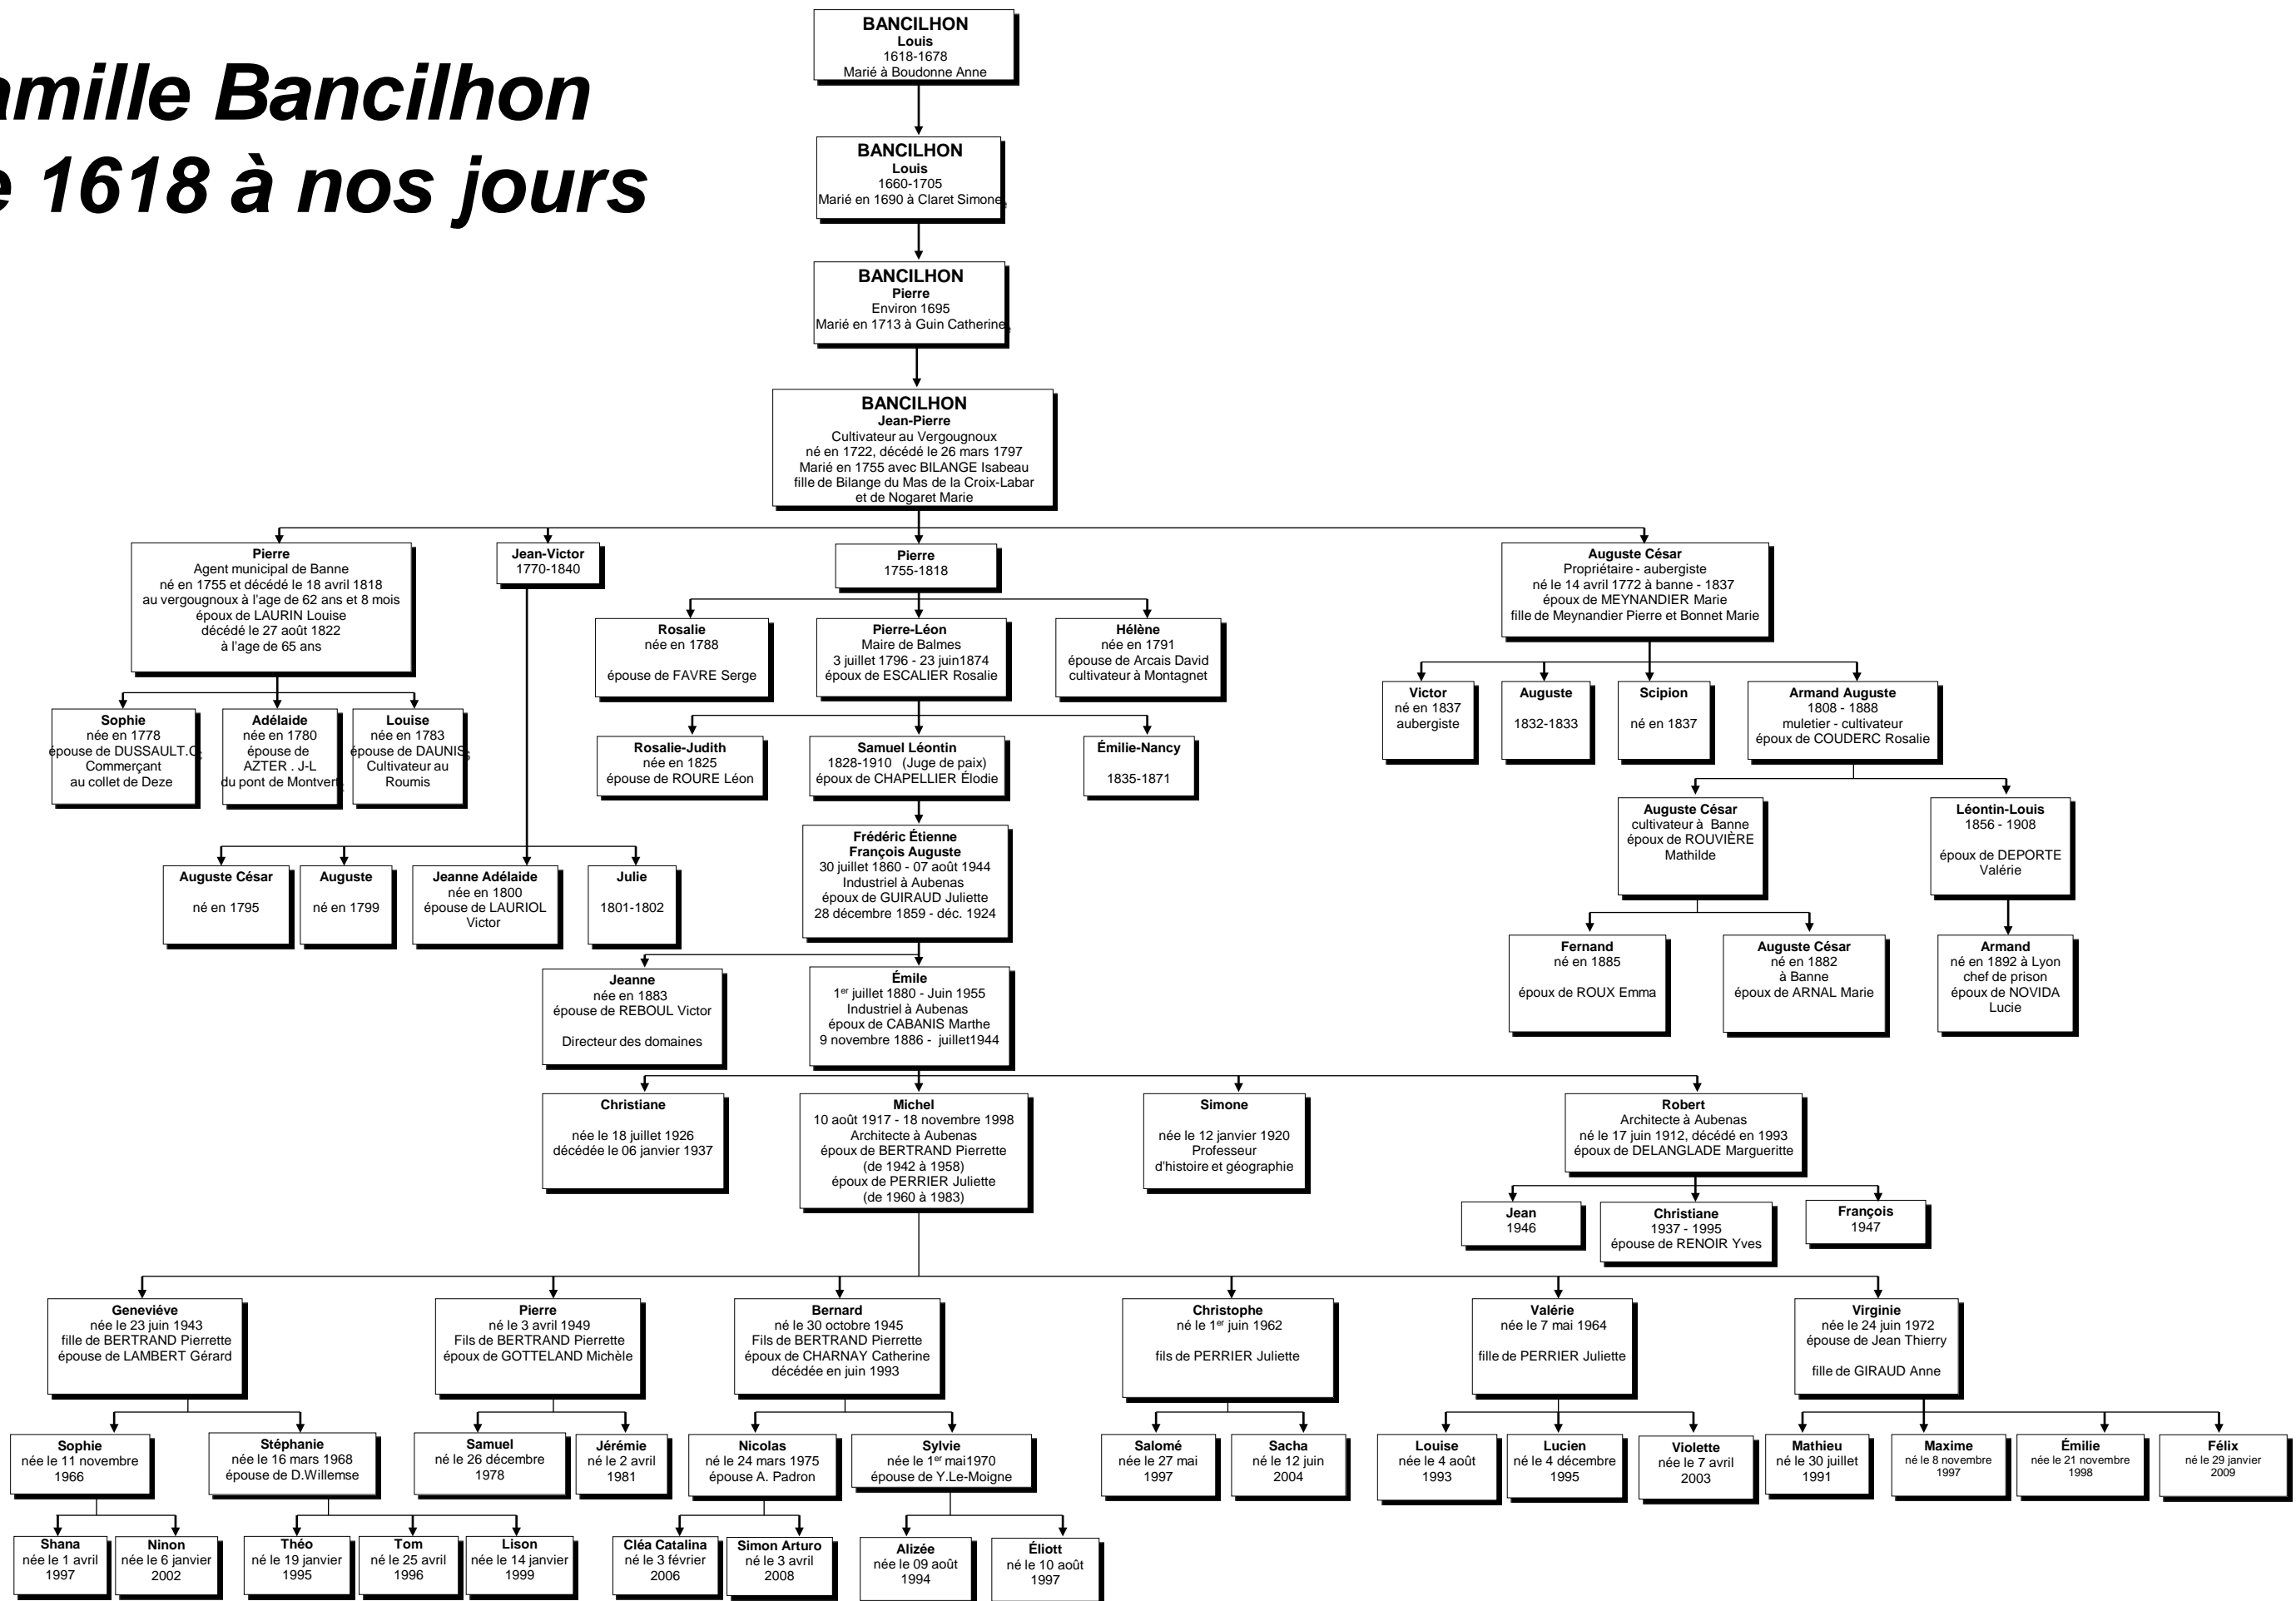 amille Bancilhon
e 1618 à nos jours
BANCILHON
Louis
1618-1678
Marié à Boudonne Anne
BANCILHON
Louis
1660-1705
Marié en 1690 à Claret Simone
BANCILHON
Pierre
Environ 1695
Marié en 1713 à Guin Catherine
BANCILHON
Jean-Pierre
Cultivateur au Vergougnoux
né en 1722, décédé le 26 mars 1797
Marié en 1755 avec BILANGE Isabeau
fille de Bilange du Mas de la Croix-Labar
et de Nogaret Marie
Pierre
Agent municipal de Banne
né en 1755 et décédé le 18 avril 1818
au vergougnoux à l'age de 62 ans et 8 mois
époux de LAURIN Louise
décédé le 27 août 1822
à l'age de 65 ans
Jean-Victor
1770-1840
Pierre
1755-1818
Auguste César
Propriétaire - aubergiste
né le 14 avril 1772 à banne - 1837
époux de MEYNANDIER Marie
fille de Meynandier Pierre et Bonnet Marie
Rosalie
née en 1788
épouse de FAVRE Serge
Pierre-Léon
Maire de Balmes
3 juillet 1796 - 23 juin1874
époux de ESCALIER Rosalie
Hélène
née en 1791
épouse de Arcais David
cultivateur à Montagnet
Victor
né en 1837
aubergiste
Auguste
1832-1833
Scipion
né en 1837
Armand Auguste
1808 - 1888
muletier - cultivateur
époux de COUDERC Rosalie
Sophie
née en 1778
épouse de DUSSAULT.C
Commerçant
au collet de Deze
Adélaide
née en 1780
épouse de
AZTER . J-L
du pont de Montvert
Louise
née en 1783
épouse de DAUNIS
Cultivateur au
Roumis
Rosalie-Judith
née en 1825
épouse de ROURE Léon
Samuel Léontin
1828-1910 (Juge de paix)
époux de CHAPELLIER Élodie
Émilie-Nancy
1835-1871
Auguste César
cultivateur à Banne
époux de ROUVIÈRE
Mathilde
Léontin-Louis
1856 - 1908
époux de DEPORTE
Valérie
Auguste César
né en 1795
Auguste
né en 1799
Jeanne Adélaide
née en 1800
épouse de LAURIOL
Victor
Julie
1801-1802
Frédéric Étienne
François Auguste
30 juillet 1860 - 07 août 1944
Industriel à Aubenas
époux de GUIRAUD Juliette
28 décembre 1859 - déc. 1924
Fernand
né en 1885
époux de ROUX Emma
Auguste César
né en 1882
à Banne
époux de ARNAL Marie
Armand
né en 1892 à Lyon
chef de prison
époux de NOVIDA
Lucie
Jeanne
née en 1883
épouse de REBOUL Victor
Directeur des domaines
Émile
1er juillet 1880 - Juin 1955
Industriel à Aubenas
époux de CABANIS Marthe
9 novembre 1886 - juillet1944
Christiane
née le 18 juillet 1926
décédée le 06 janvier 1937
Michel
10 août 1917 - 18 novembre 1998
Architecte à Aubenas
époux de BERTRAND Pierrette
(de 1942 à 1958)
époux de PERRIER Juliette
(de 1960 à 1983)
Simone
née le 12 janvier 1920
Professeur
d'histoire et géographie
Robert
Architecte à Aubenas
né le 17 juin 1912, décédé en 1993
époux de DELANGLADE Margueritte
Jean
1946
Christiane
1937 - 1995
épouse de RENOIR Yves
François
1947
Geneviéve
née le 23 juin 1943
fille de BERTRAND Pierrette
épouse de LAMBERT Gérard
Pierre
né le 3 avril 1949
Fils de BERTRAND Pierrette
époux de GOTTELAND Michèle
Bernard
né le 30 octobre 1945
Fils de BERTRAND Pierrette
époux de CHARNAY Catherine
décédée en juin 1993
Christophe
né le 1er juin 1962
fils de PERRIER Juliette
Valérie
née le 7 mai 1964
fille de PERRIER Juliette
Virginie
née le 24 juin 1972
épouse de Jean Thierry
fille de GIRAUD Anne
Sophie
née le 11 novembre
1966
Stéphanie
née le 16 mars 1968
épouse de D.Willemse
Samuel
né le 26 décembre
1978
Jérémie
né le 2 avril
1981
Nicolas
né le 24 mars 1975
épouse A. Padron
Sylvie
née le 1er mai1970
épouse de Y.Le-Moigne
Salomé
née le 27 mai
1997
Sacha
né le 12 juin
2004
Louise
née le 4 août
1993
Lucien
né le 4 décembre
1995
Violette
née le 7 avril
2003
Mathieu
né le 30 juillet
1991
Maxime
né le 8 novembre
1997
Émilie
née le 21 novembre
1998
Félix
né le 29 janvier
2009
Shana
née le 1 avril
1997
Ninon
née le 6 janvier
2002
Théo
né le 19 janvier
1995
Tom
né le 25 avril
1996
Lison
née le 14 janvier
1999
Cléa Catalina
né le 3 février
2006
Simon Arturo
né le 3 avril
2008
Alizée
née le 09 août
1994
Éliott
né le 10 août
1997